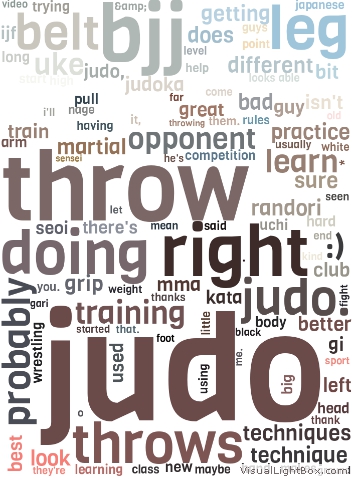 video trying &amp; getting japanese
ijf belt bjj does guys leg
long uke judo, level point different bit
start high judoka help looks able
pull far come bad guy isn't
i'll nage great old
train having it, throwing them. rules practice
arm martial opponent usually white
sensei he's competition learn *
throw sure
let randori seen
seoi there's mean said uchi hard
doing right end :)
kind club
you. grip weight mma kata judo. fight
probably gari thanks
training little body better
wrestling started that. black gi
judo foot sport
used using me. big left
o head
throws thank
best look techniques
they're learning class new maybe technique
VisualLightBox.com